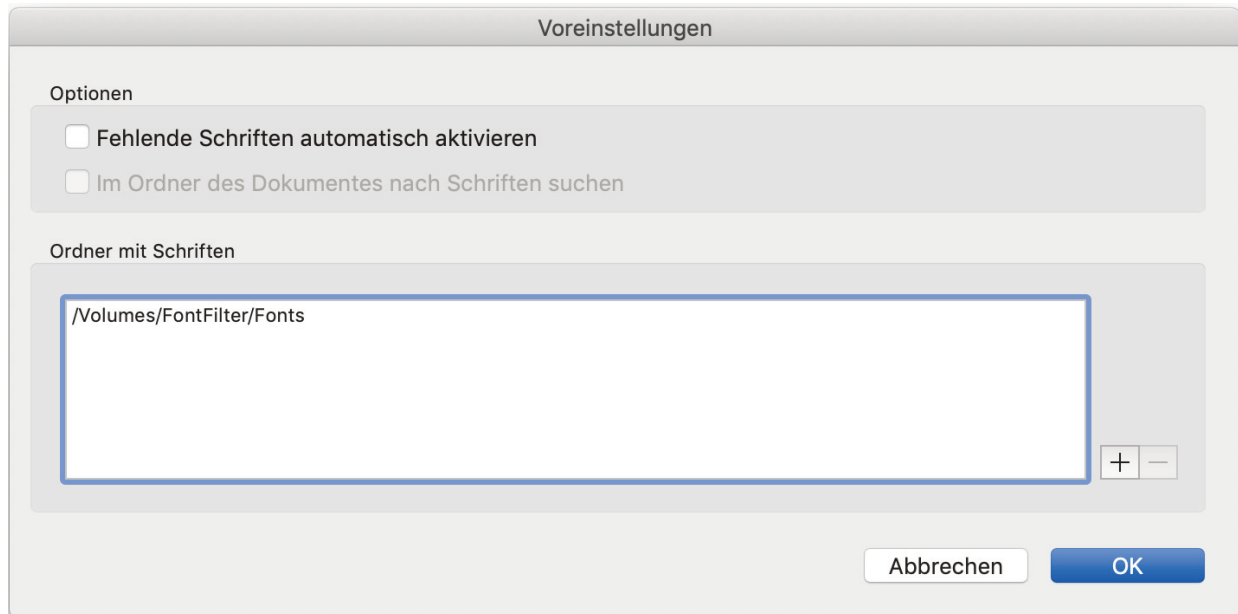 Voreinstellungen
Optionen
Fehlende Schriften automatisch aktivieren
Im Ordner des Dokumentes nach Schriften suchen
Ordner mit Schriften
/Volumes/FontFilter/Fonts
+ −
Abbrechen OK